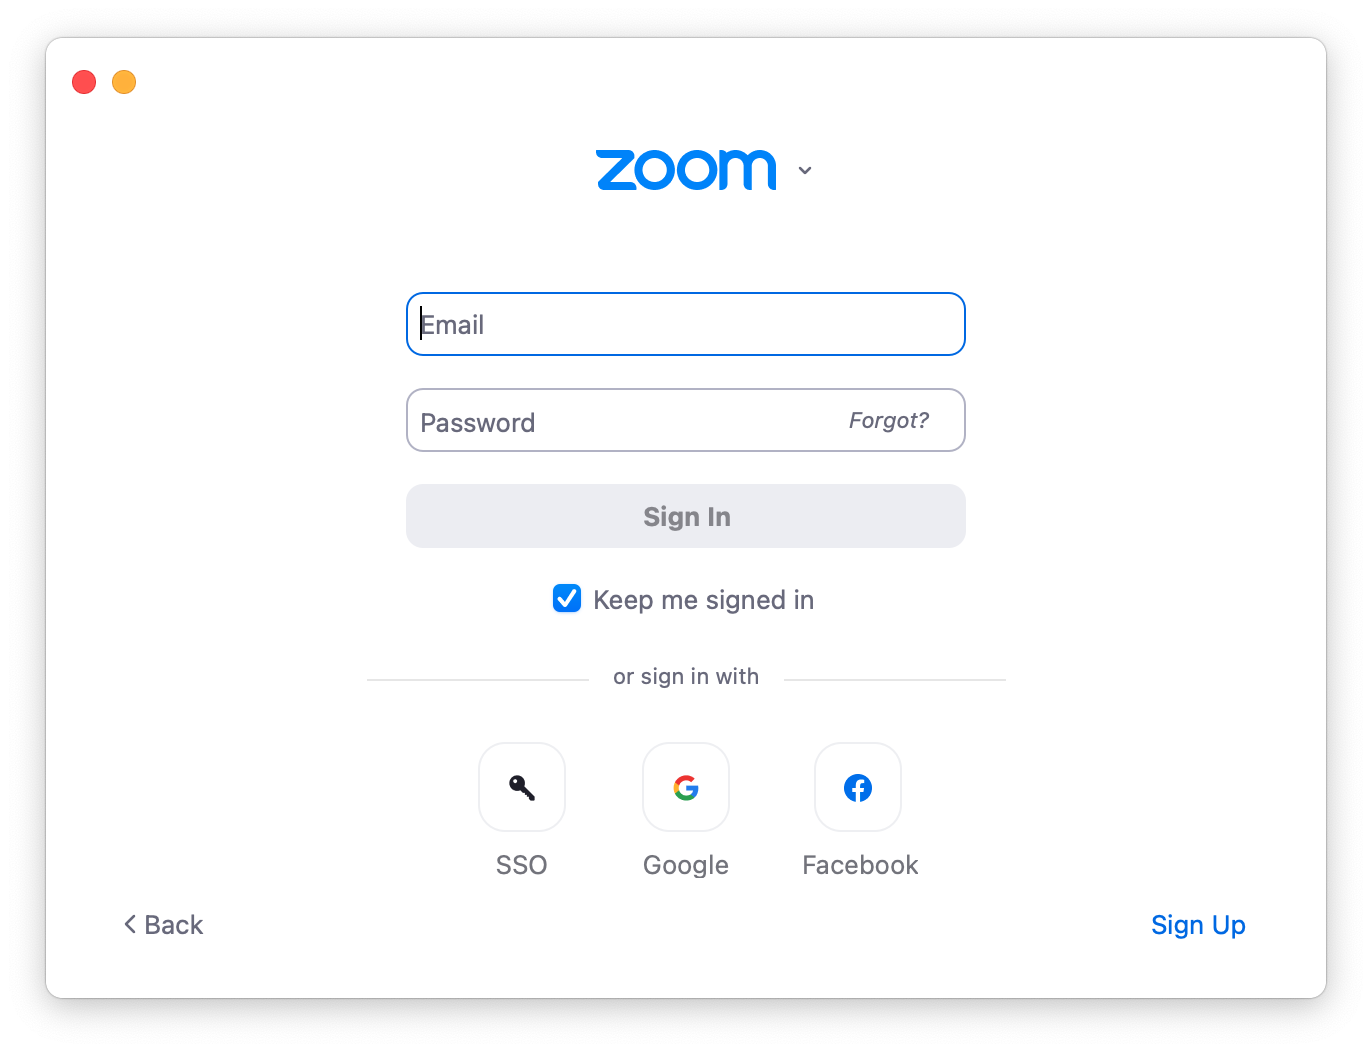 zoom
Email
Password Forgot?
Sign In
Keep me signed in
or sign in with
SSO Google Facebook
Back Sign Up